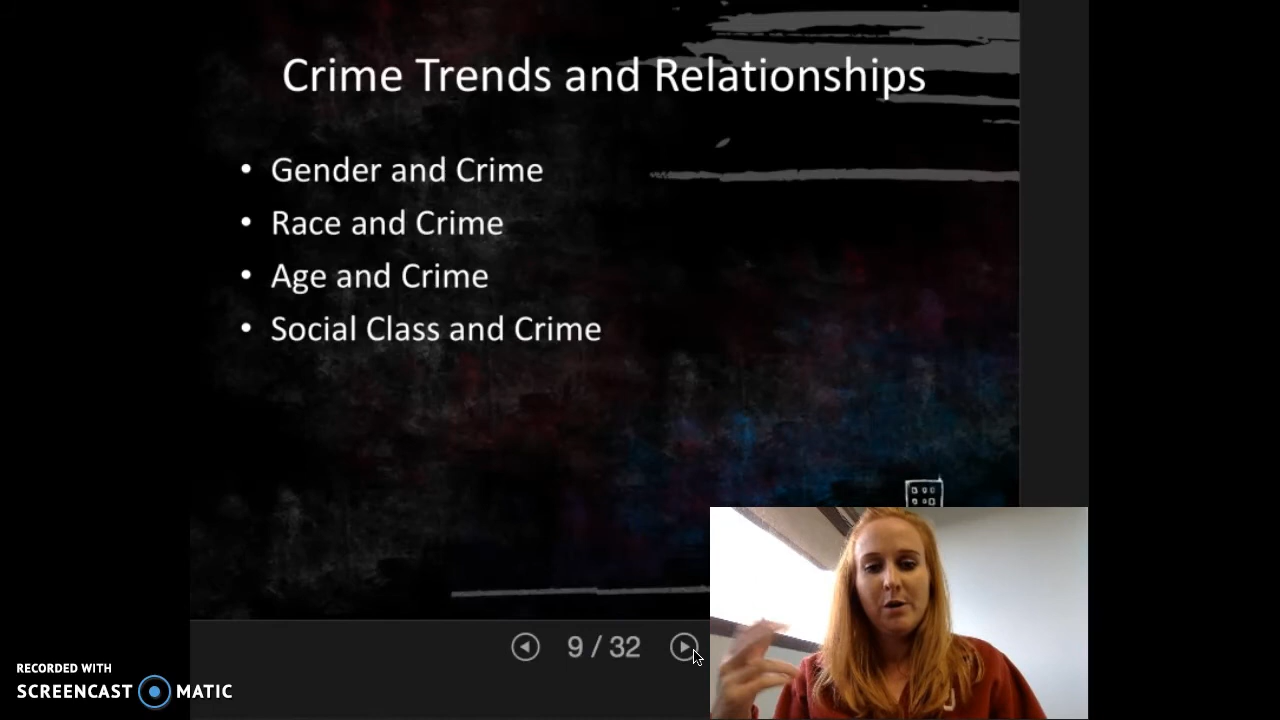 Crime Trends and Relationships
• Gender and Crime
• Race and Crime
• Age and Crime
• Social Class and Crime
9 / 32
RECORDED WITH
SCREENCAST MATIC